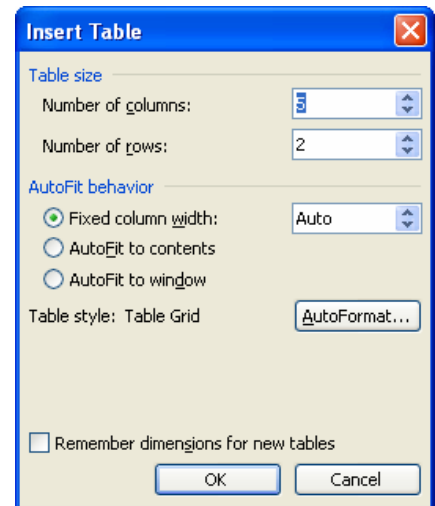 Insert Table
Table size
Number of columns: 5
Number of rows: 2
AutoFit behavior
Fixed column width: Auto
AutoFit to contents
AutoFit to window
Table style: Table Grid AutoFormat...
Remember dimensions for new tables
OK Cancel